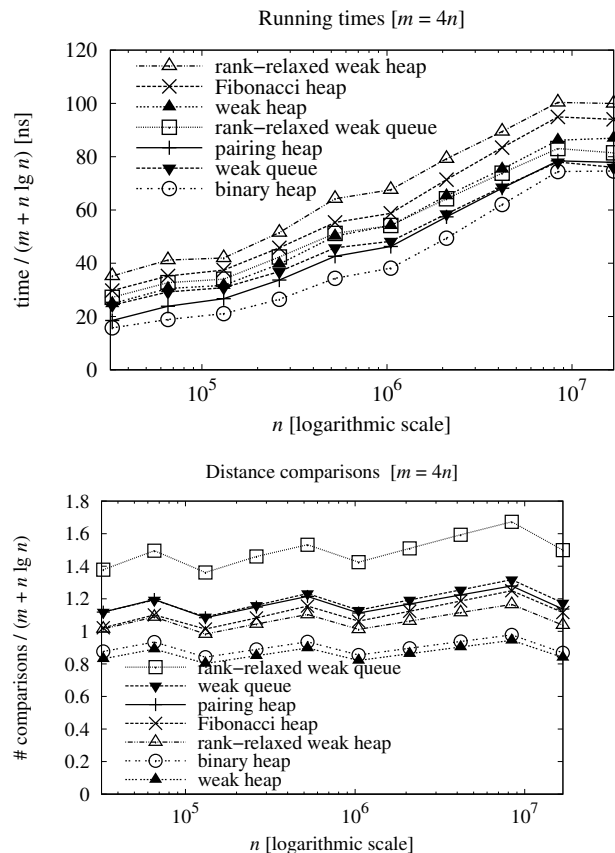 Running times [m = 4n]
time / (m + n lg n) [ns]
120
100
80
60
40
20
0
rank−relaxed weak heap
Fibonacci heap
weak heap
rank−relaxed weak queue
pairing heap
weak queue
binary heap
10^5
10^6
10^7
n [logarithmic scale]
Distance comparisons [m = 4n]
# comparisons / (m + n lg n)
1.8
1.6
1.4
1.2
1
0.8
0.6
0.4
0.2
0
rank−relaxed weak queue
weak queue
pairing heap
Fibonacci heap
rank−relaxed weak heap
binary heap
weak heap
10^5
10^6
10^7
n [logarithmic scale]